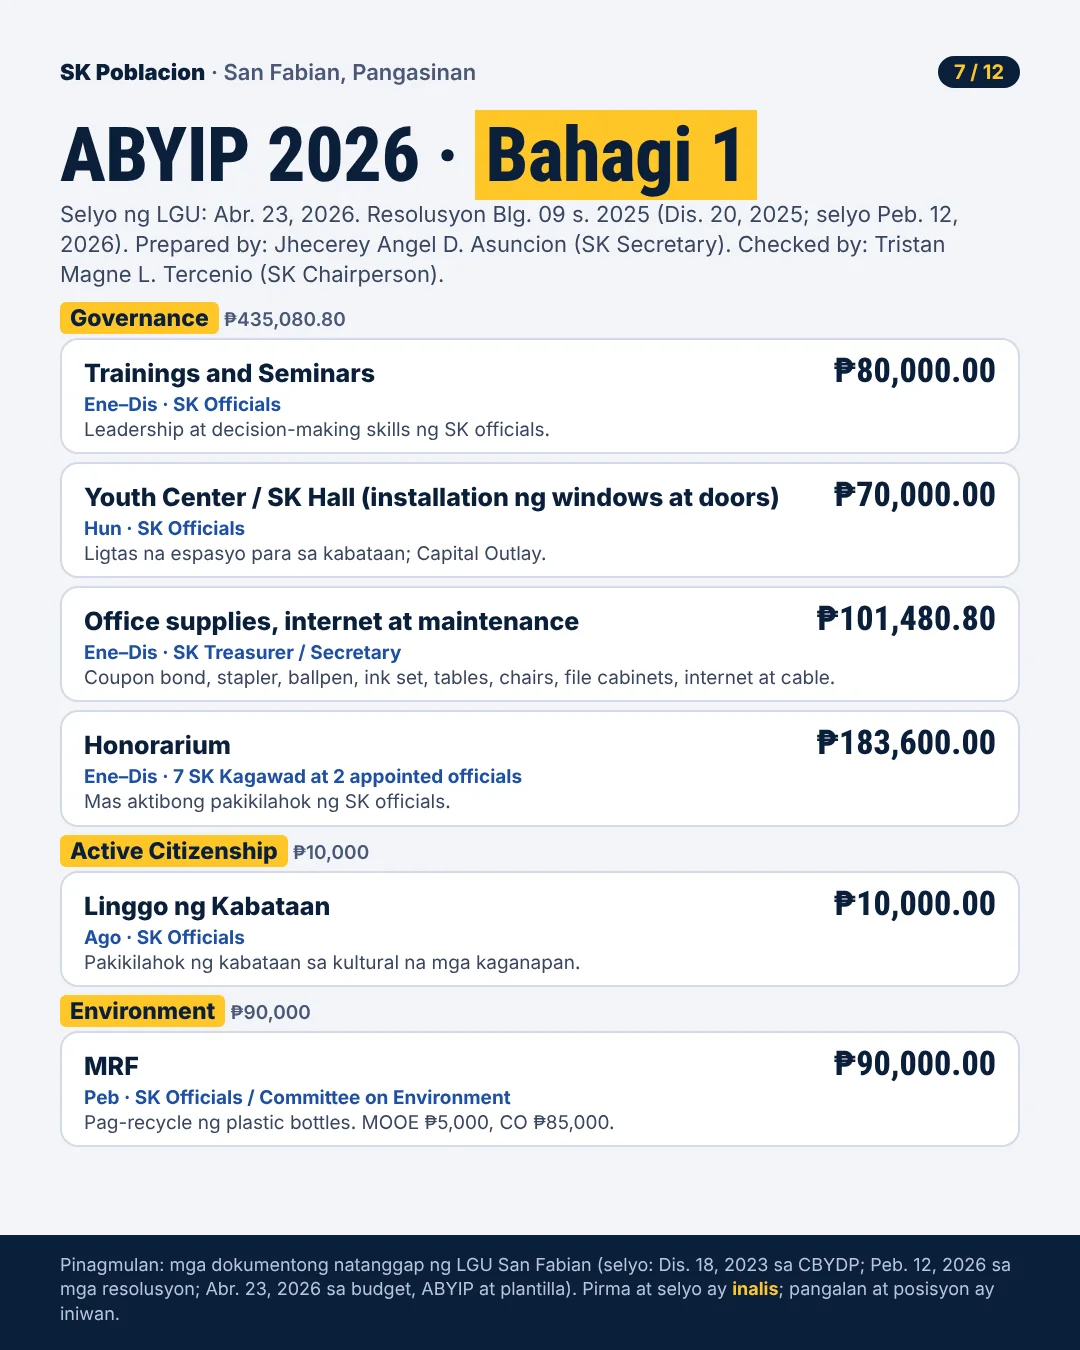 SK Poblacion · San Fabian, Pangasinan
7 / 12
ABYIP 2026 · Bahagi 1
Selyo ng LGU: Abr. 23, 2026. Resolusyon Blg. 09 s. 2025 (Dis. 20, 2025; selyo Peb. 12,
2026). Prepared by: Jhecerey Angel D. Asuncion (SK Secretary). Checked by: Tristan
Magne L. Tercenio (SK Chairperson).
Governance ₱435,080.80
Trainings and Seminars ₱80,000.00
Ene–Dis · SK Officials
Leadership at decision-making skills ng SK officials.
Youth Center / SK Hall (installation ng windows at doors) ₱70,000.00
Hun · SK Officials
Ligtas na espasyo para sa kabataan; Capital Outlay.
Office supplies, internet at maintenance ₱101,480.80
Ene–Dis · SK Treasurer / Secretary
Coupon bond, stapler, ballpen, ink set, tables, chairs, file cabinets, internet at cable.
Honorarium ₱183,600.00
Ene–Dis · 7 SK Kagawad at 2 appointed officials
Mas aktibong pakikilahok ng SK officials.
Active Citizenship ₱10,000
Linggo ng Kabataan ₱10,000.00
Ago · SK Officials
Pakikilahok ng kabataan sa kultural na mga kaganapan.
Environment ₱90,000
MRF ₱90,000.00
Peb · SK Officials / Committee on Environment
Pag-recycle ng plastic bottles. MOOE ₱5,000, CO ₱85,000.
Pinagmulan: mga dokumentong natanggap ng LGU San Fabian (selyo: Dis. 18, 2023 sa CBYDP; Peb. 12, 2026 sa
mga resolusyon; Abr. 23, 2026 sa budget, ABYIP at plantilla). Pirma at selyo ay inalis; pangalan at posisyon ay
iniwan.